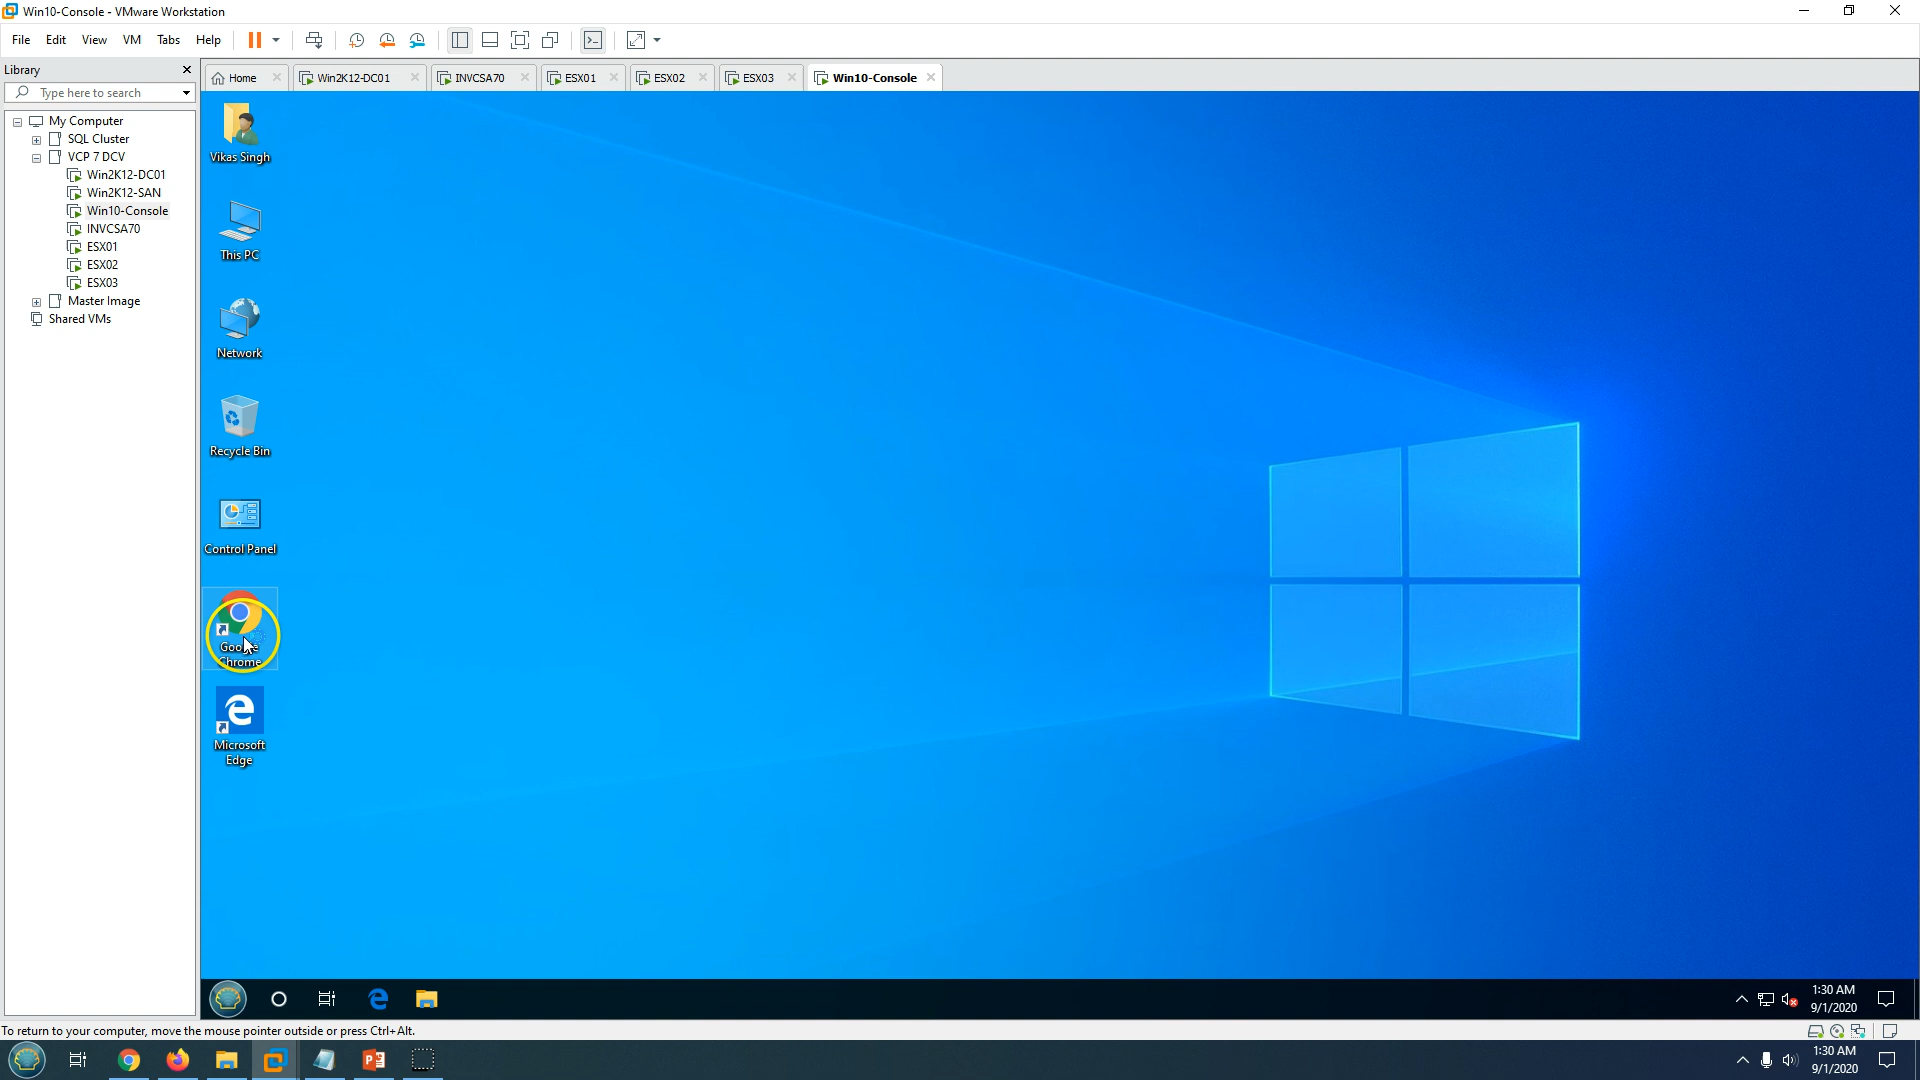 Win10-Console - VMware Workstation
File Edit View VM Tabs Help
Library
Type here to search
Home Win2K12-DC01 INVCSA70 ESX01 ESX02 ESX03 Win10-Console
My Computer
SQL Cluster
VCP 7 DCV
Win2K12-DC01
Win2K12-SAN
Win10-Console
INVCSA70
ESX01
ESX02
ESX03
Master Image
Shared VMs
Vikas Singh
This PC
Network
Recycle Bin
Control Panel
Google
Chrome
Microsoft
Edge
1:30 AM
9/1/2020
To return to your computer, move the mouse pointer outside or press Ctrl+Alt.
1:30 AM
9/1/2020